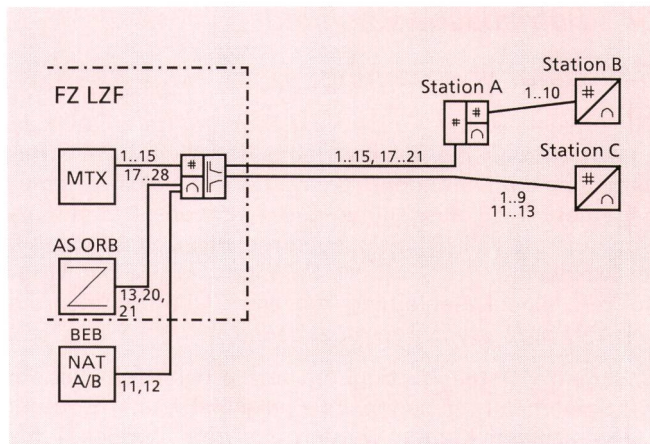 Station B
Station A
1..10
#
FZ LZF
#
#
Station C
1..15
1..15, 17..21
MTX
17..28
#
#
1..9
11..13
AS ORB
13,20,
21
BEB
NAT
A/B
11,12